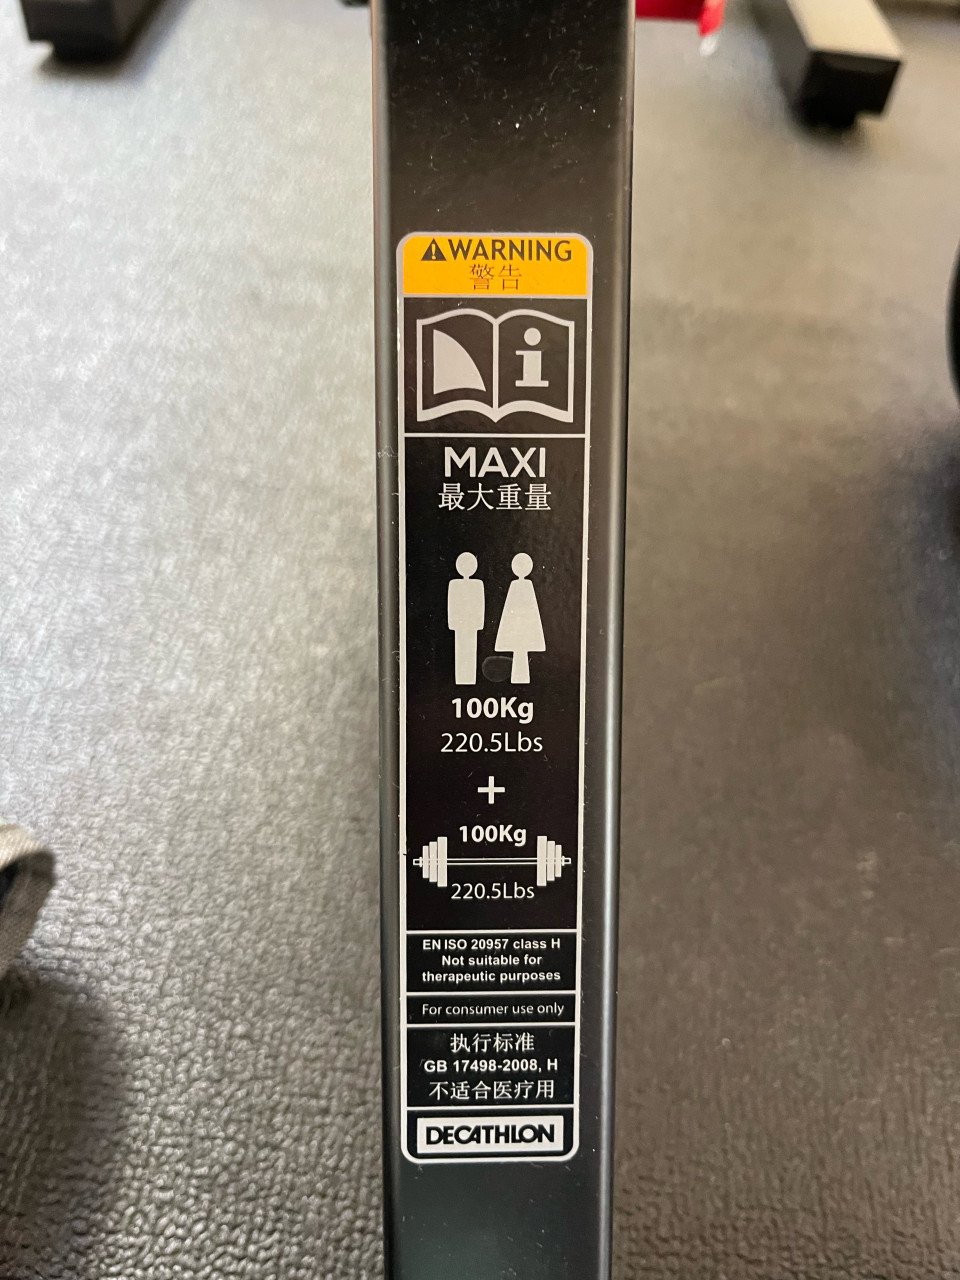 WARNING
警告
MAXI
最大重量
100Kg
220.5Lbs
+
100Kg
220.5Lbs
EN ISO 20957 class H
Not suitable for
therapeutic purposes
For consumer use only
执行标准
GB 17498-2008, H
不适合医疗用
DECATHLON